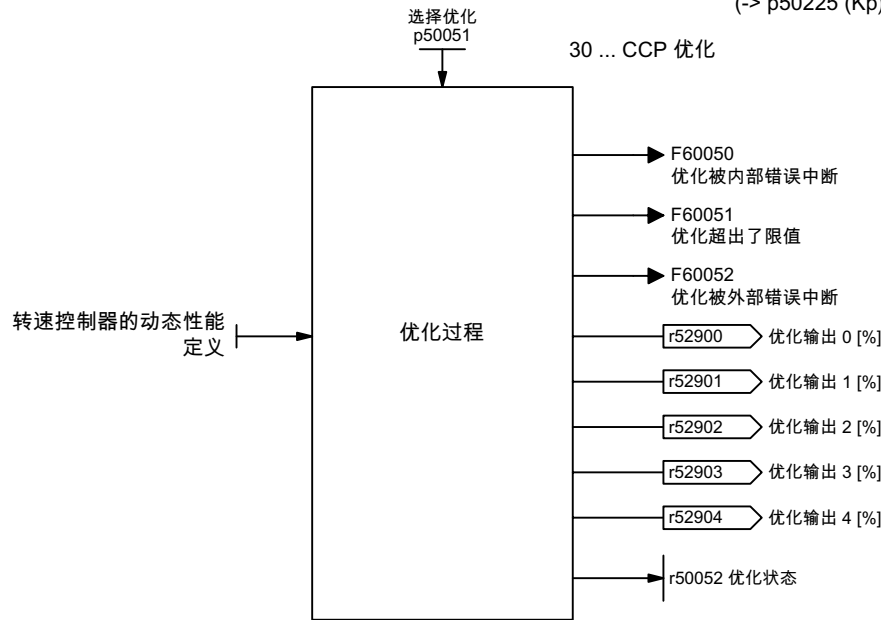 (-> p50225 (Kp)
选择优化
p50051
30 ... CCP 优化
F60050
优化被内部错误中断
F60051
优化超出了限值
F60052
优化被外部错误中断
转速控制器的动态性能
定义
优化过程
r52900 优化输出 0 [%]
r52901 优化输出 1 [%]
r52902 优化输出 2 [%]
r52903 优化输出 3 [%]
r52904 优化输出 4 [%]
r50052 优化状态